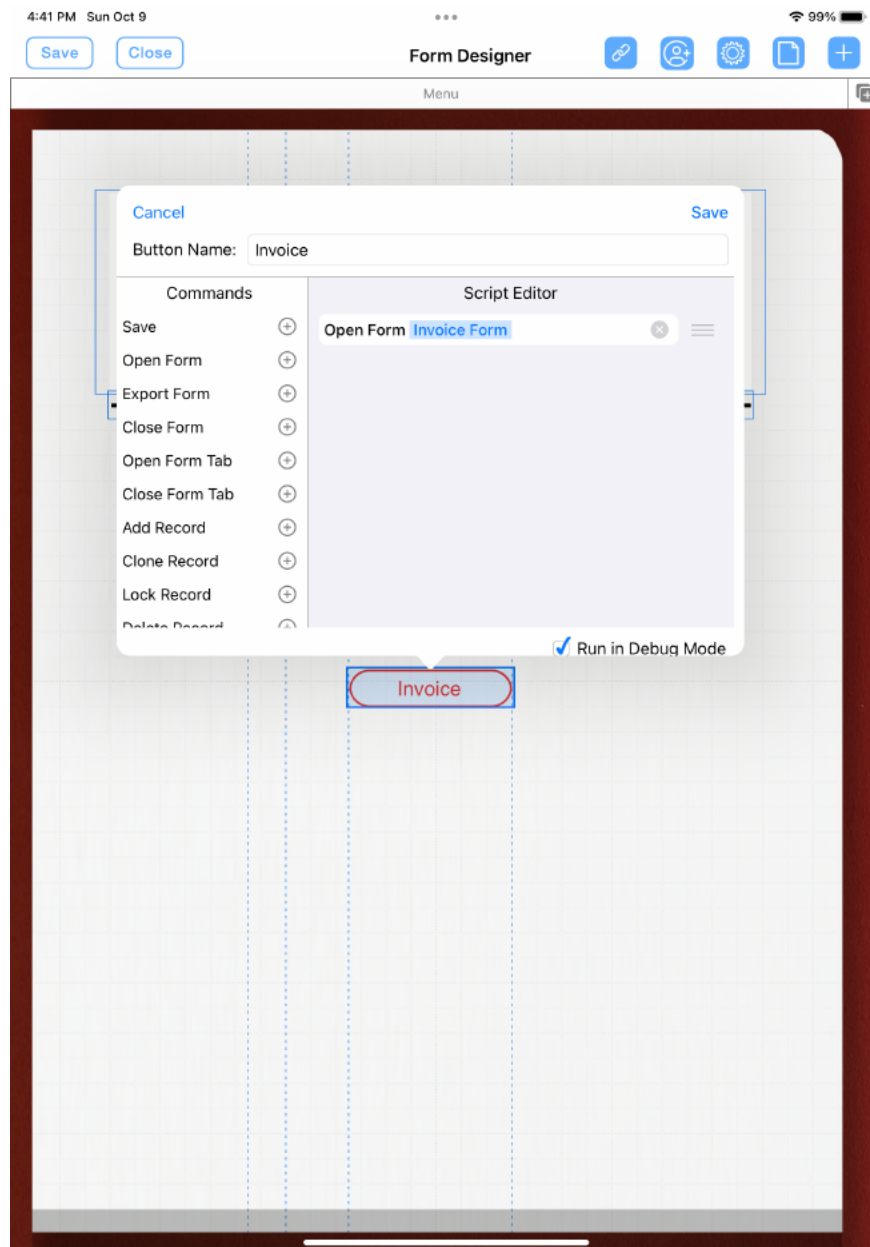 4:41 PM Sun Oct 9
99%
Save
Close
Form Designer
Menu
Cancel
Save
Button Name: Invoice
Commands
Script Editor
Save
Open Form Invoice Form
Open Form
Export Form
Close Form
Open Form Tab
Close Form Tab
Add Record
Clone Record
Lock Record
Delete Record
Run in Debug Mode
Invoice